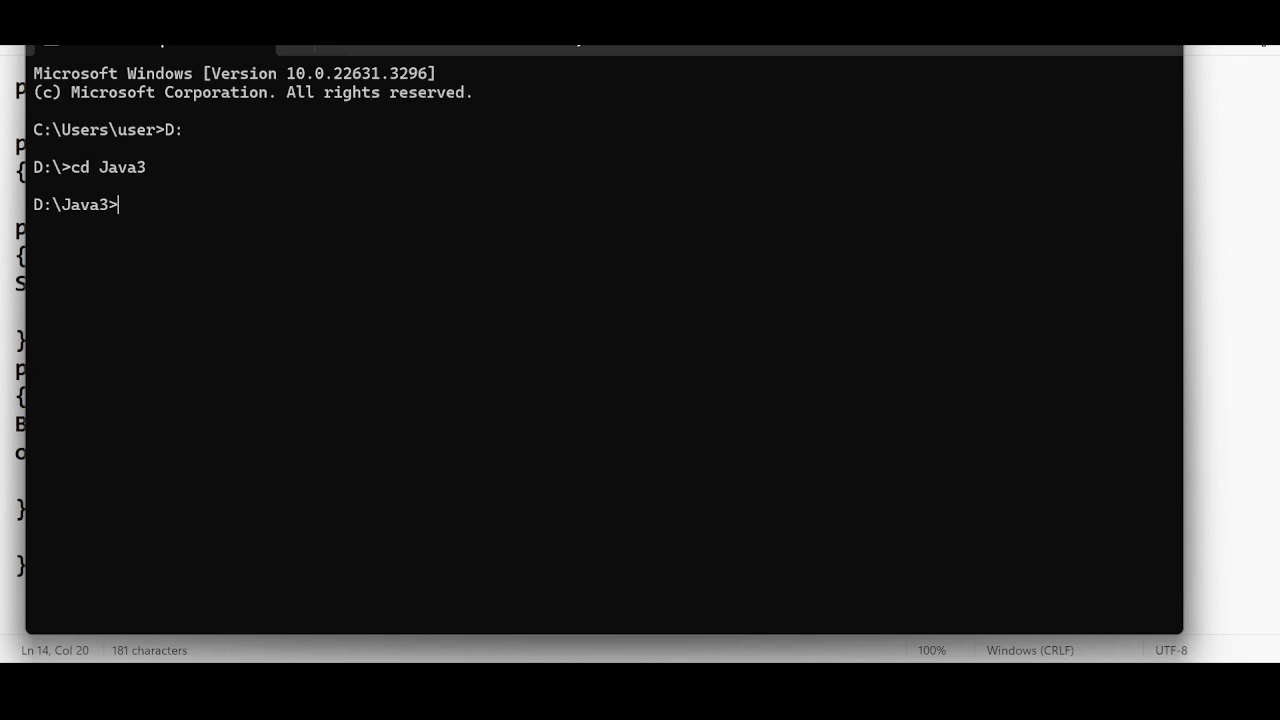 Microsoft Windows [Version 10.0.22631.3296]
(c) Microsoft Corporation. All rights reserved.
C:\Users\user>D:
D:\>cd Java3
D:\Java3>
p
p
{
p
{
S
}
p
{
B
o
}
}
Ln 14, Col 20
181 characters
100%
Windows (CRLF)
UTF-8